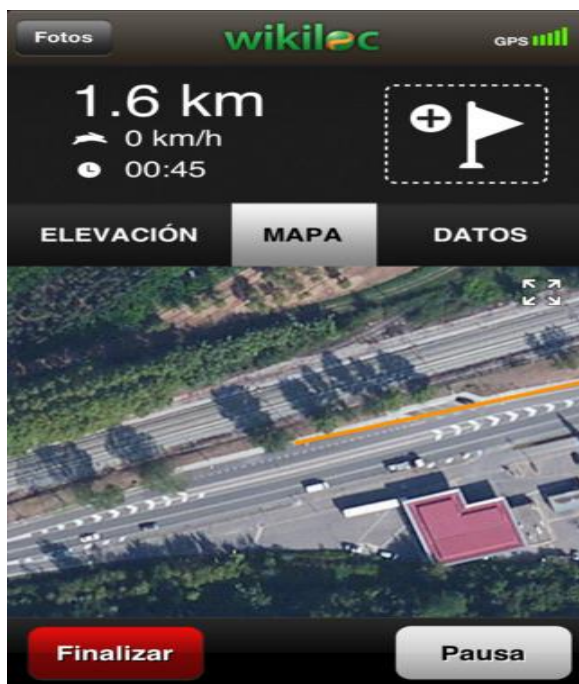 Fotos
wikiloc
GPS
1.6 km
0 km/h
00:45
ELEVACIÓN
MAPA
DATOS
Finalizar
Pausa